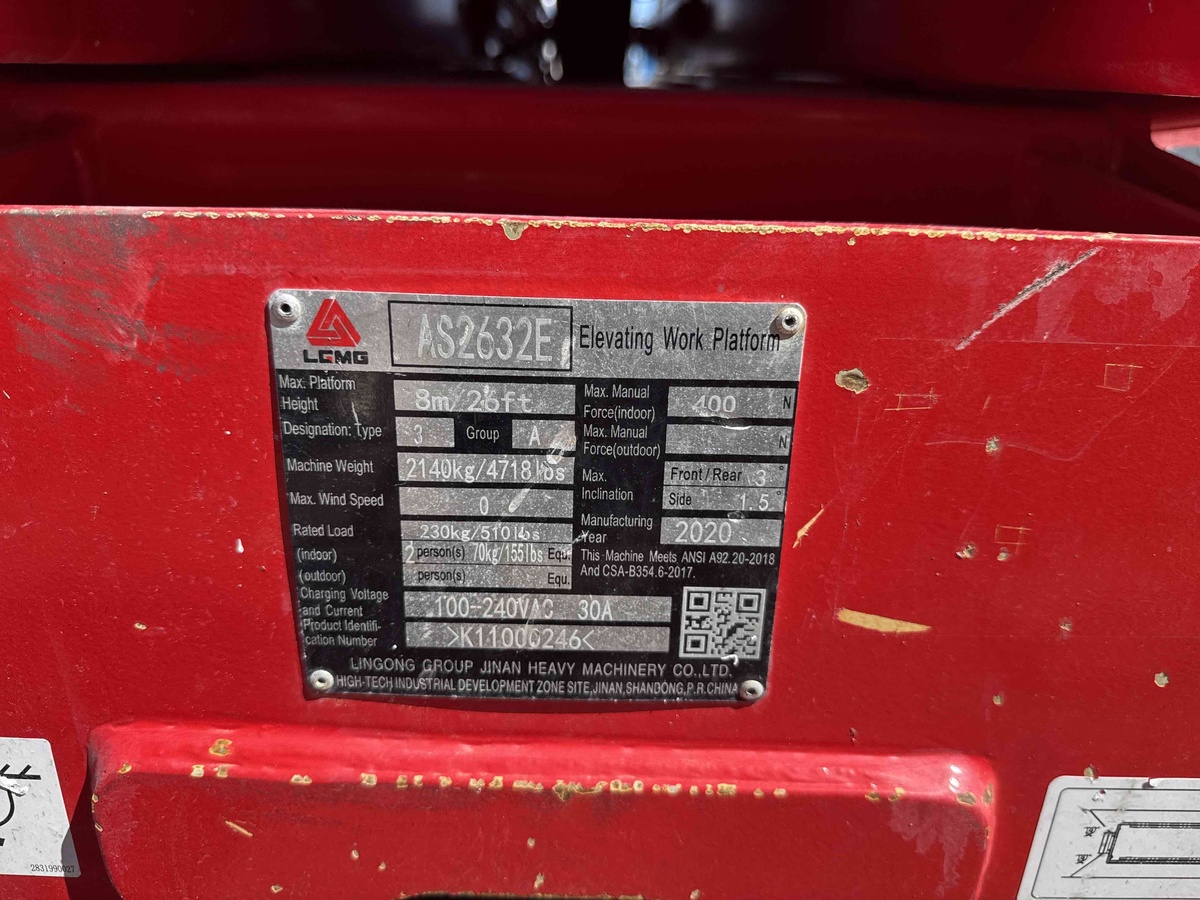 LGMG
AS2632E
Elevating Work Platform
Max. Platform
Height
8m/26ft
Max. Manual
Force(indoor)
400 N
Designation: Type 3 Group A
Max. Manual
Force(outdoor)
N
Machine Weight 2140kg/4718lbs
Max.
Inclination
Front / Rear 3°
Side 1.5°
Max. Wind Speed 0
Manufacturing
Year
2020
Rated Load 230kg/510lbs
(indoor) 2 person(s) 70kg/155lbs Equ.
(outdoor) person(s) Equ.
This Machine Meets ANSI A92.20-2018
And CSA-B354.6-2017.
Charging Voltage
and Current
100-240VAC 30A
Product Identifi-
cation Number
>K11000246<
LINGONG GROUP JINAN HEAVY MACHINERY CO.,LTD.
HIGH-TECH INDUSTRIAL DEVELOPMENT ZONE SITE,JINAN,SHANDONG,P.R.CHINA
2831990027